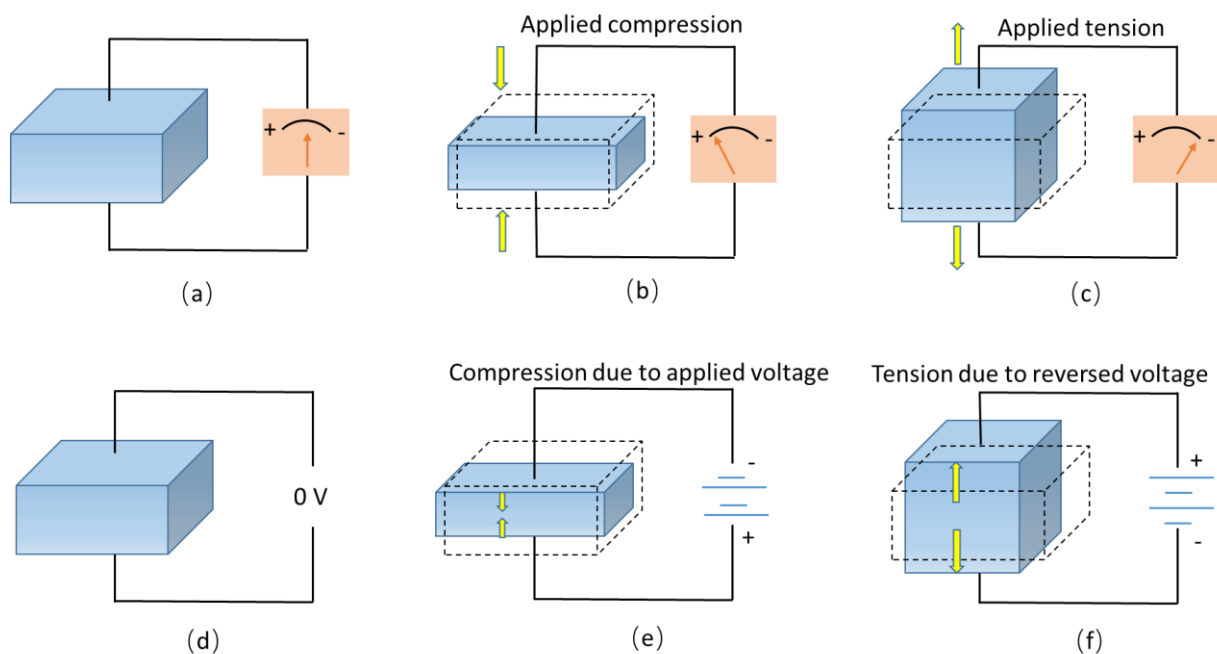 Applied compression
Applied tension
+ -
+ -
+ -
(a)
(b)
(c)
Compression due to applied voltage
Tension due to reversed voltage
0 V
-
+
+
-
(d)
(e)
(f)